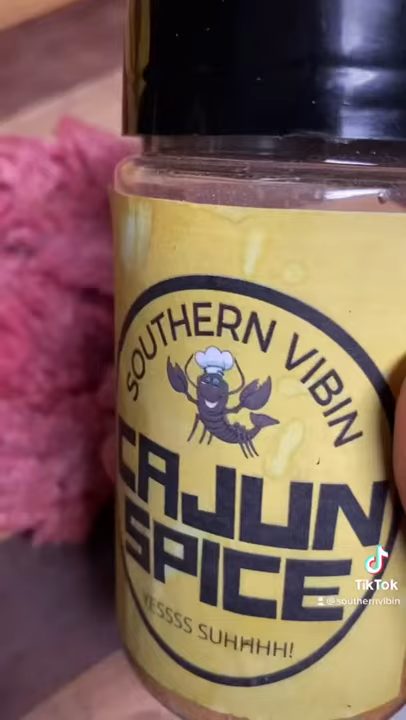 SOUTHERN VIBIN
CAJUN
SPICE
YESSSS SUHHHH!
TikTok
@southernvibin